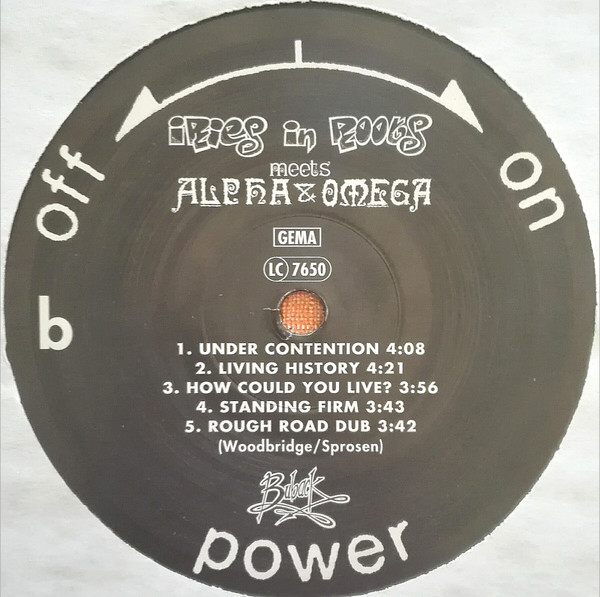 off
on
iRies in Roots
meets
ALPHA & OMEGA
GEMA
LC 7650
b
1. UNDER CONTENTION 4:08
2. LIVING HISTORY 4:21
3. HOW COULD YOU LIVE? 3:56
4. STANDING FIRM 3:43
5. ROUGH ROAD DUB 3:42
(Woodbridge/Sprosen)
Buback
power